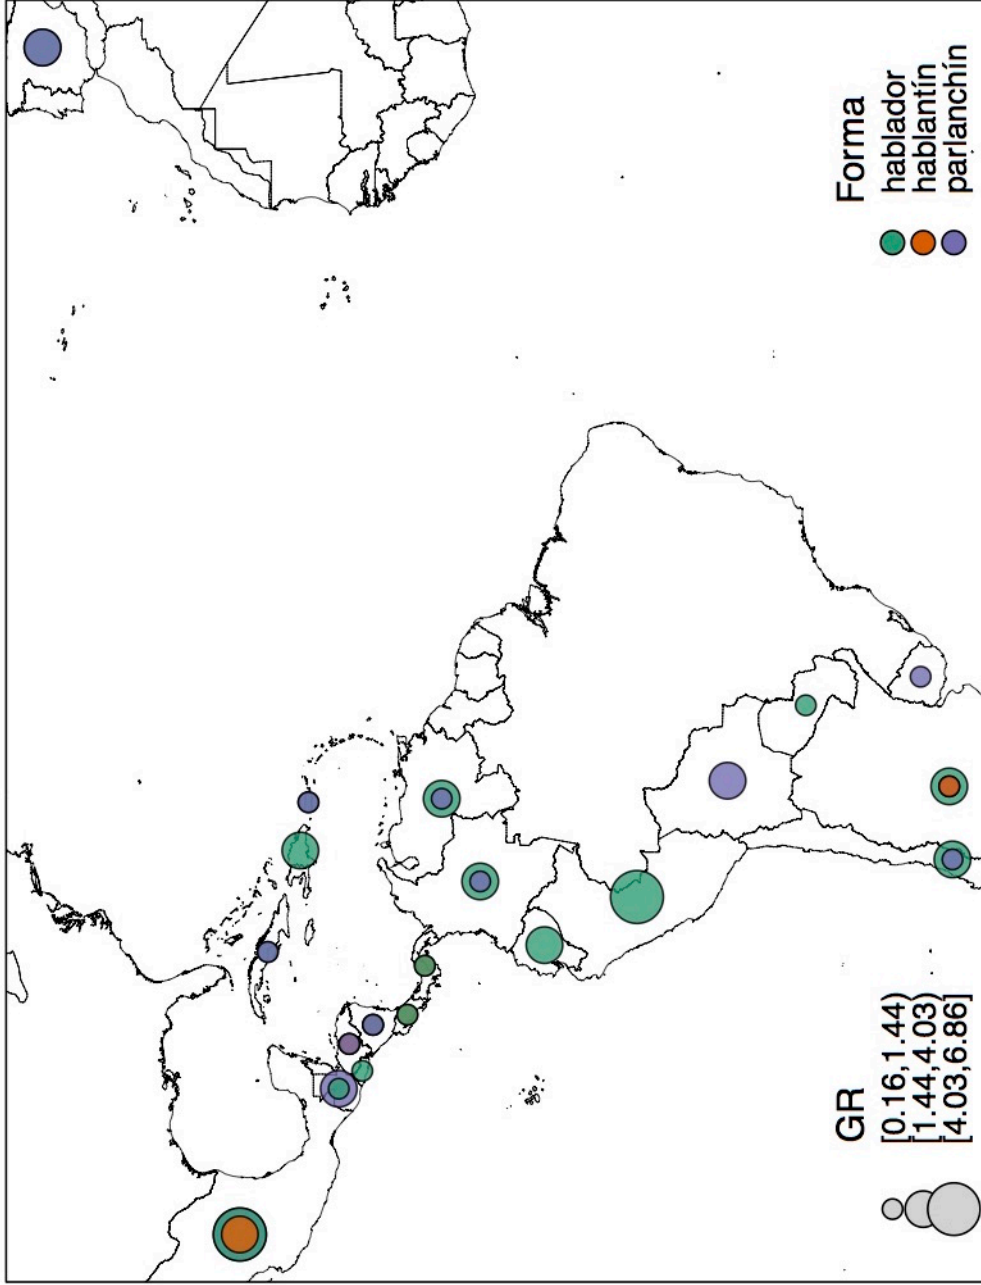 GR
[0.16,1.44)
[1.44,4.03)
[4.03,6.86]
Forma
hablador
hablantín
parlanchín